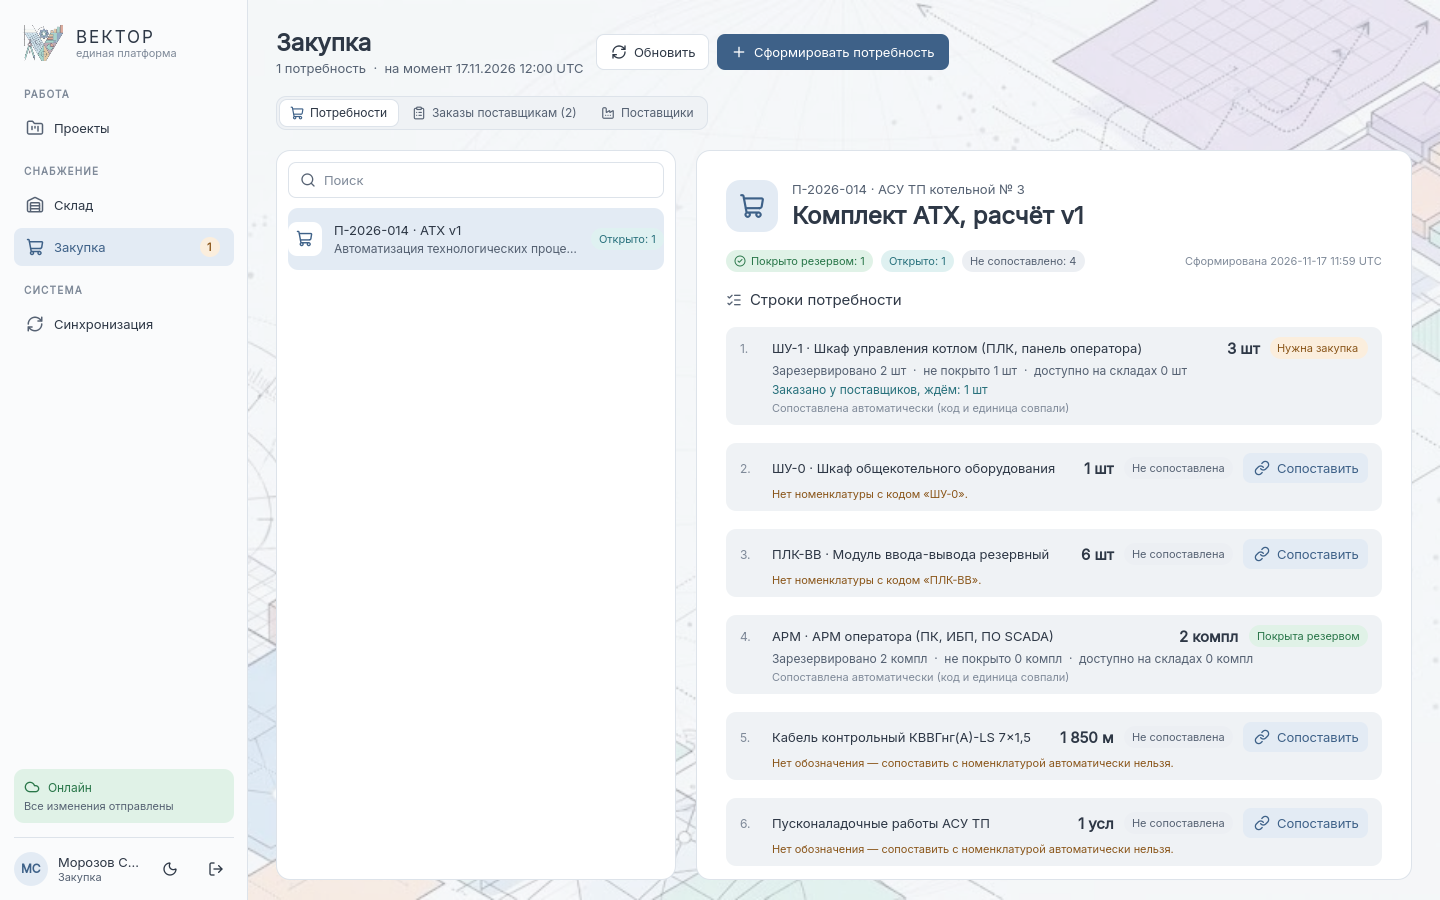 ВЕКТОР
единая платформа
РАБОТА
Проекты
СНАБЖЕНИЕ
Склад
Закупка 1
СИСТЕМА
Синхронизация
Онлайн
Все изменения отправлены
МС Морозов С...
Закупка
Закупка
1 потребность · на момент 17.11.2026 12:00 UTC
Обновить
Сформировать потребность
Потребности
Заказы поставщикам (2)
Поставщики
Поиск
П-2026-014 · АТХ v1
Автоматизация технологических проце...
Открыто: 1
П-2026-014 · АСУ ТП котельной № 3
Комплект АТХ, расчёт v1
Покрыто резервом: 1
Открыто: 1
Не сопоставлено: 4
Сформирована 2026-11-17 11:59 UTC
Строки потребности
1. ШУ-1 · Шкаф управления котлом (ПЛК, панель оператора) 3 шт Нужна закупка
Зарезервировано 2 шт · не покрыто 1 шт · доступно на складах 0 шт
Заказано у поставщиков, ждём: 1 шт
Сопоставлена автоматически (код и единица совпали)
2. ШУ-0 · Шкаф общекотельного оборудования 1 шт Не сопоставлена Сопоставить
Нет номенклатуры с кодом «ШУ-0».
3. ПЛК-ВВ · Модуль ввода-вывода резервный 6 шт Не сопоставлена Сопоставить
Нет номенклатуры с кодом «ПЛК-ВВ».
4. АРМ · АРМ оператора (ПК, ИБП, ПО SCADA) 2 компл Покрыта резервом
Зарезервировано 2 компл · не покрыто 0 компл · доступно на складах 0 компл
Сопоставлена автоматически (код и единица совпали)
5. Кабель контрольный КВВГнг(А)-LS 7×1,5 1 850 м Не сопоставлена Сопоставить
Нет обозначения — сопоставить с номенклатурой автоматически нельзя.
6. Пусконаладочные работы АСУ ТП 1 усл Не сопоставлена Сопоставить
Нет обозначения — сопоставить с номенклатурой автоматически нельзя.